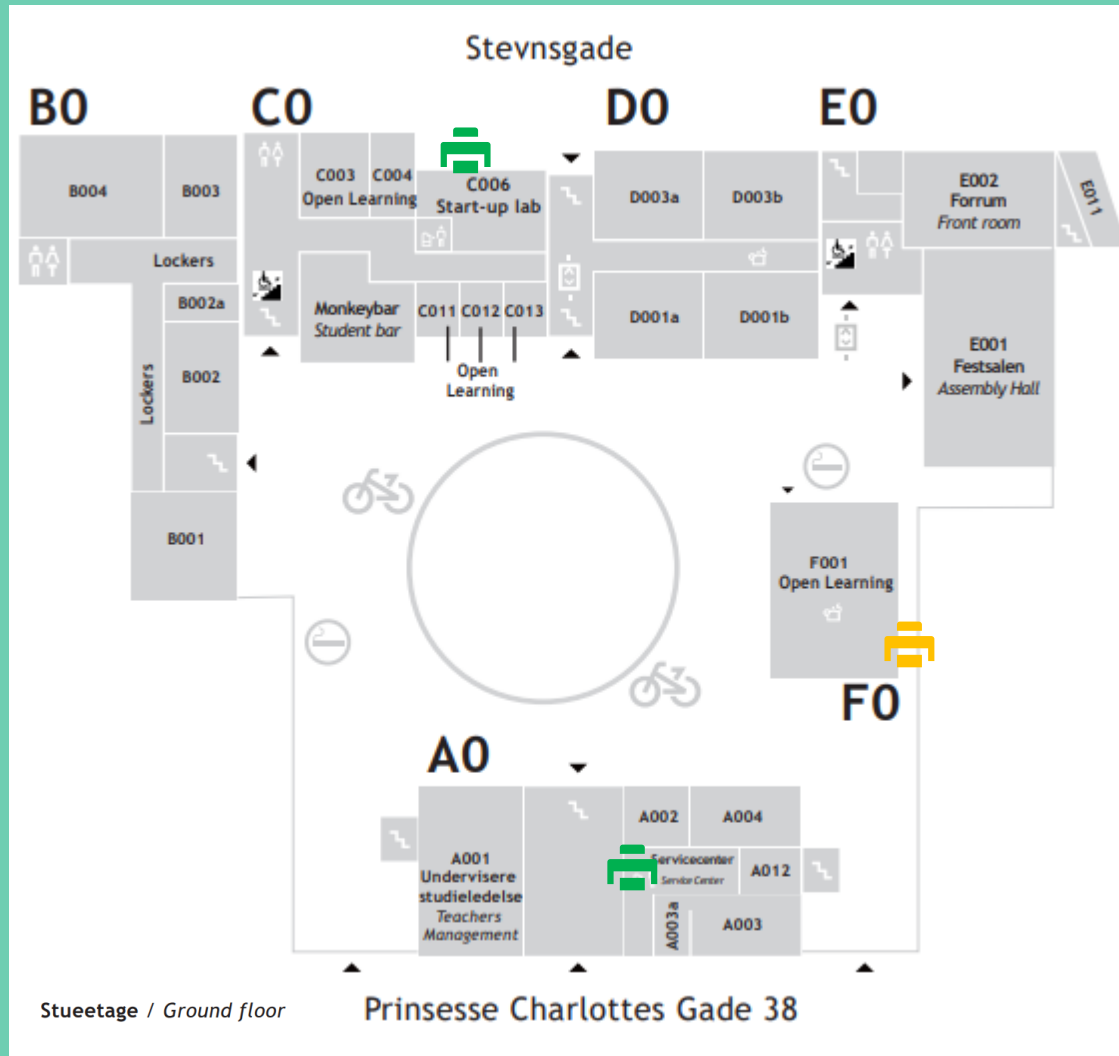 Stevnsgade
B0
C0
D0
E0
B004
B003
C003
C004
Open Learning
C006
Start-up lab
D003a
D003b
E002
Forrum
Front room
E011
Lockers
B002a
Monkeybar
Student bar
C011
C012
C013
D001a
D001b
E001
Festsalen
Assembly Hall
Open
Learning
B002
Lockers
B001
F001
Open Learning
F0
A0
A001
Undervisere
studieledelse
Teachers
Management
A002
A004
Servicecenter
Service Center
A012
A003a
A003
Stueetage / Ground floor
Prinsesse Charlottes Gade 38